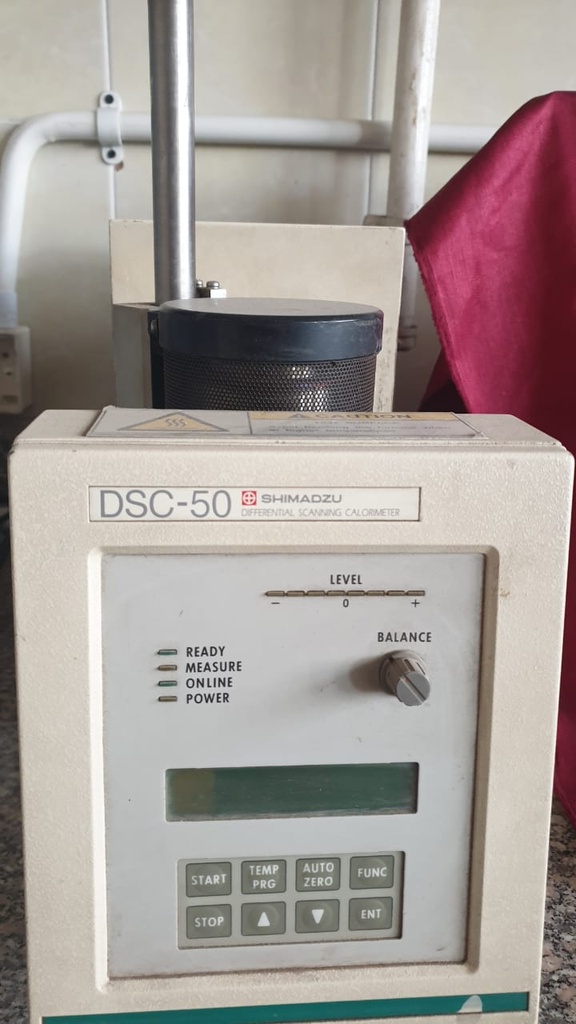 CAUTION
DSC-50 SHIMADZU
DIFFERENTIAL SCANNING CALORIMETER
LEVEL
- 0 +
BALANCE
READY
MEASURE
ONLINE
POWER
START TEMP PRG AUTO ZERO FUNC
STOP ENT